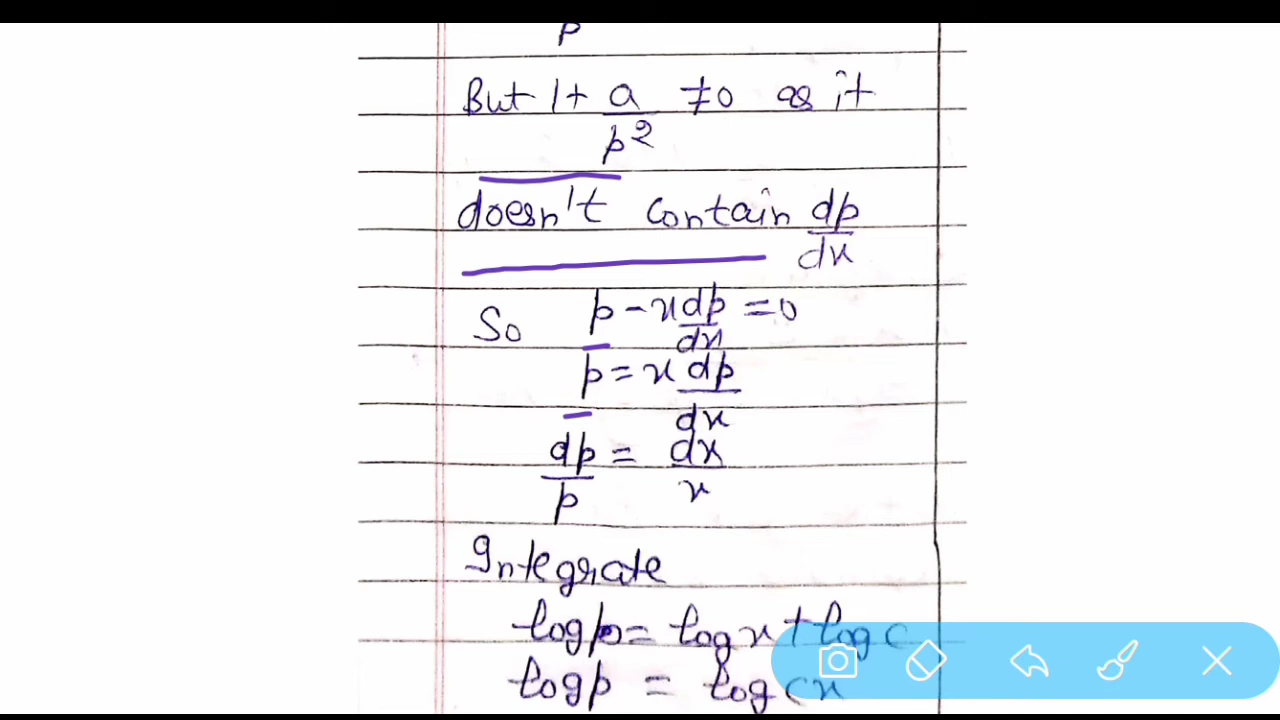 p
But 1 + a/p² ≠ 0 as it
doesn't contain dp/dx
So p - x dp/dx = 0
p = x dp/dx
dp/p = dx/x
Integrate
log p = log x + log c
log p = log cx